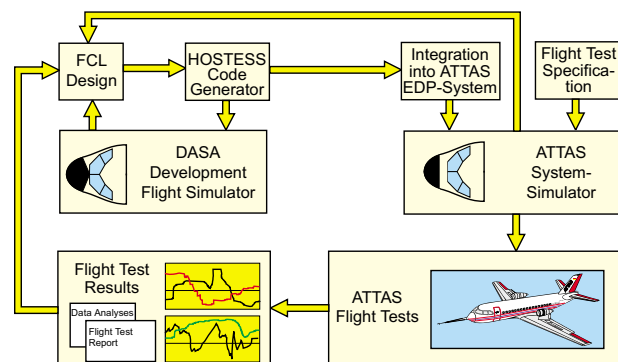 FCL
Design
HOSTESS
Code
Generator
Integration
into ATTAS
EDP-System
Flight Test
Specifica-
tion
DASA
Development
Flight Simulator
ATTAS
System-
Simulator
Flight Test
Results
Data Analyses
Flight Test
Report
ATTAS
Flight Tests